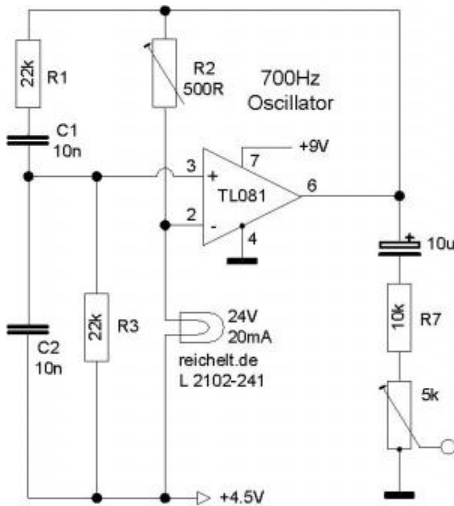 22k
R1
R2
500R
700Hz
Oscillator
C1
10n
+9V
7
3
+
TL081
6
2
-
4
+
10u
22k
R3
C2
10n
24V
20mA
reichelt.de
L 2102-241
10k
R7
5k
+4.5V